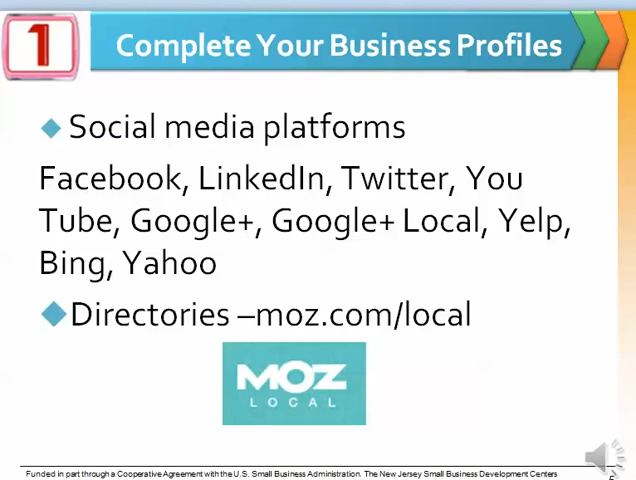 1
Complete Your Business Profiles
Social media platforms
Facebook, LinkedIn, Twitter, You
Tube, Google+, Google+ Local, Yelp,
Bing, Yahoo
Directories –moz.com/local
MOZ
LOCAL
Funded in part through a Cooperative Agreement with the U.S. Small Business Administration. The New Jersey Small Business Development Centers
5